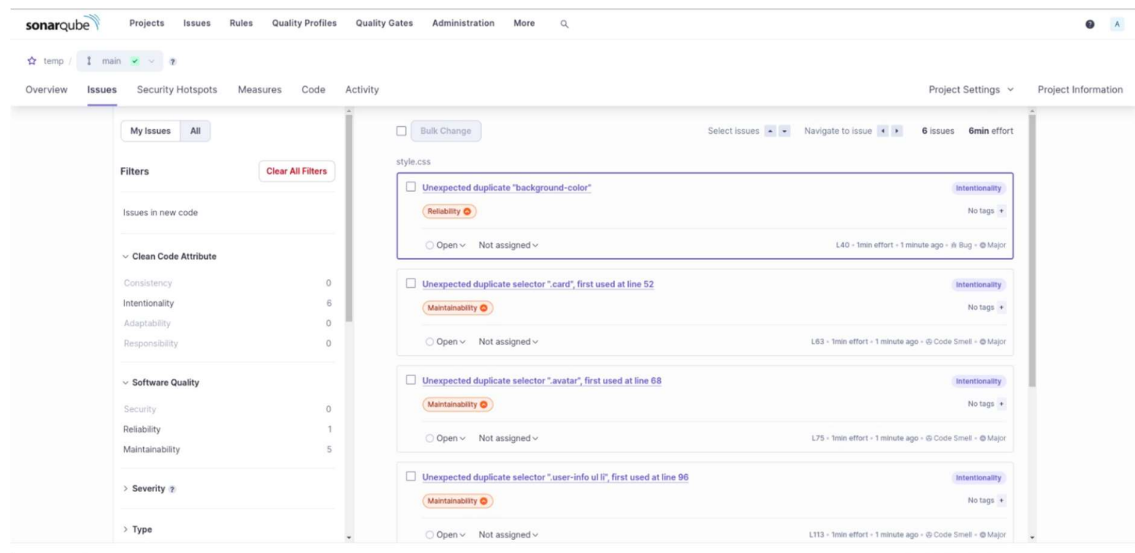 sonarqube Projects Issues Rules Quality Profiles Quality Gates Administration More A
temp / main
Overview Issues Security Hotspots Measures Code Activity Project Settings Project Information
My Issues All
Filters Clear All Filters
Issues in new code
Clean Code Attribute
Consistency 0
Intentionality 6
Adaptability 0
Responsibility 0
Software Quality
Security 0
Reliability 1
Maintainability 5
Severity ?
Type
Bulk Change Select issues Navigate to issue 6 issues 6min effort
style.css
Unexpected duplicate "background-color" Intentionality
Reliability No tags +
Open Not assigned L40 • 1min effort • 1 minute ago • Bug • Major
Unexpected duplicate selector ".card", first used at line 52 Intentionality
Maintainability No tags +
Open Not assigned L63 • 1min effort • 1 minute ago • Code Smell • Major
Unexpected duplicate selector ".avatar", first used at line 68 Intentionality
Maintainability No tags +
Open Not assigned L75 • 1min effort • 1 minute ago • Code Smell • Major
Unexpected duplicate selector ".user-info ul li", first used at line 96 Intentionality
Maintainability No tags +
Open Not assigned L113 • 1min effort • 1 minute ago • Code Smell • Major